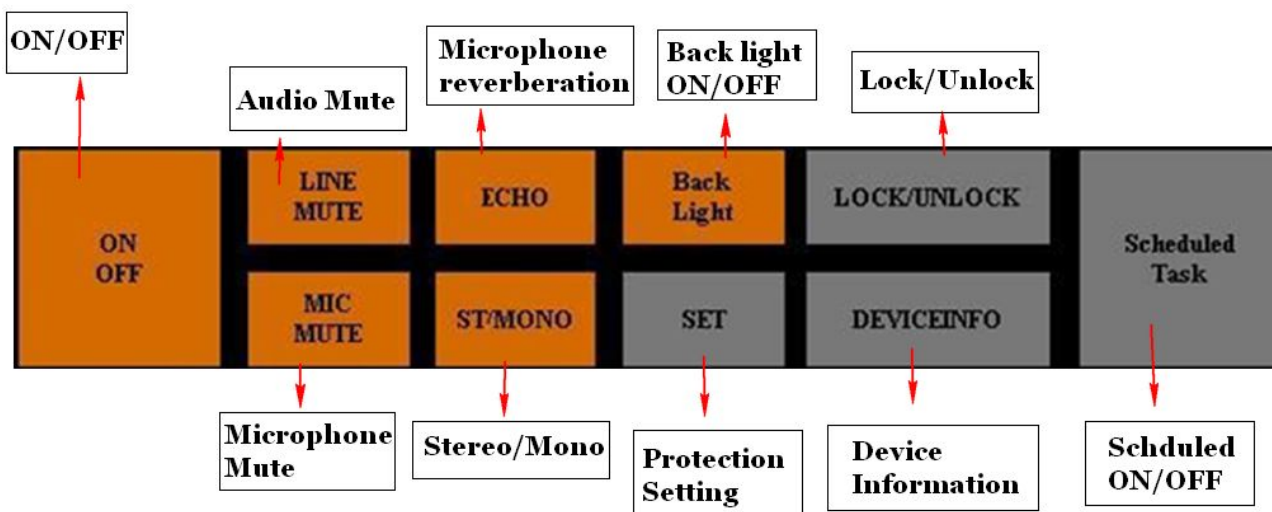 ON/OFF
Audio Mute
Microphone
reverberation
Back light
ON/OFF
Lock/Unlock
ON
OFF
LINE
MUTE
ECHO
Back
Light
LOCK/UNLOCK
Scheduled
Task
MIC
MUTE
ST/MONO
SET
DEVICEINFO
Microphone
Mute
Stereo/Mono
Protection
Setting
Device
Information
Schduled
ON/OFF